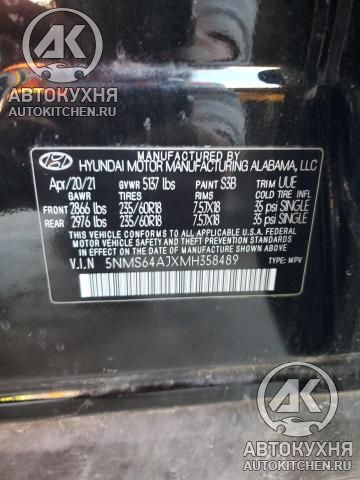 АК
АВТОКУХНЯ
AUTOKITCHEN.RU
MANUFACTURED BY
HYUNDAI MOTOR MANUFACTURING ALABAMA, LLC
Apr/20/21 GVWR 5137 lbs PAINT S3B TRIM UUE
GAWR TIRES RIMS COLD TIRE INFL
FRONT 2866 lbs 235/60R18 7.5JX18 35 psi SINGLE
REAR 2976 lbs 235/60R18 7.5JX18 35 psi SINGLE
THIS VEHICLE CONFORMS TO ALL APPLICABLE U.S.A. FEDERAL
MOTOR VEHICLE SAFETY, BUMPER, AND THEFT PREVENTION
STANDARDS IN EFFECT ON THE DATE OF MANUFACTURE SHOWN ABOVE.
V.I.N 5NMS64AJXMH358489
TYPE: MPV
АК
АВТОКУХНЯ
AUTOKITCHEN.RU